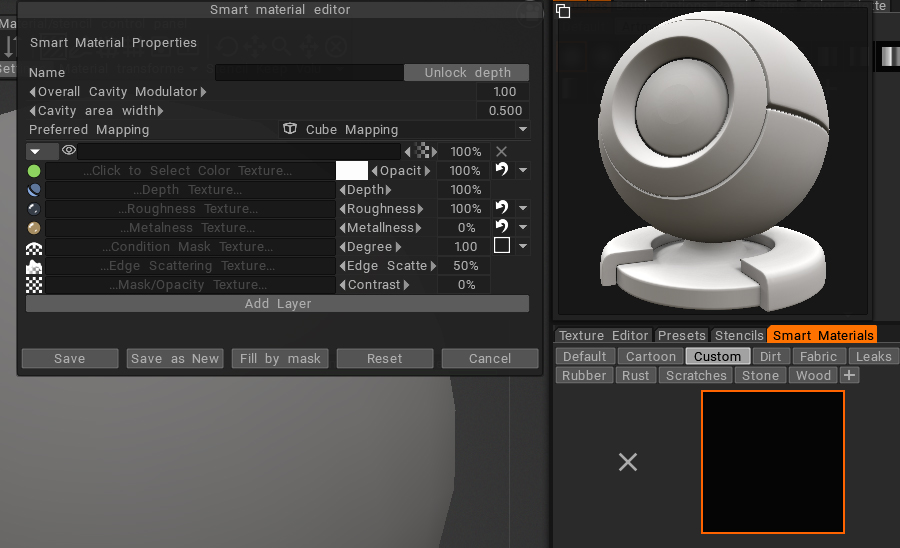 Smart material editor
Smart Material Properties
Name
Unlock depth
Overall Cavity Modulator 1.00
Cavity area width 0.500
Preferred Mapping Cube Mapping
100%
...Click to Select Color Texture... Opacit 100%
...Depth Texture... Depth 100%
...Roughness Texture... Roughness 100%
...Metalness Texture... Metallness 0%
...Condition Mask Texture... Degree 1.00
...Edge Scattering Texture... Edge Scatte 50%
...Mask/Opacity Texture... Contrast 0%
Add Layer
Save Save as New Fill by mask Reset Cancel
Texture Editor Presets Stencils Smart Materials
Default Cartoon Custom Dirt Fabric Leaks
Rubber Rust Scratches Stone Wood +